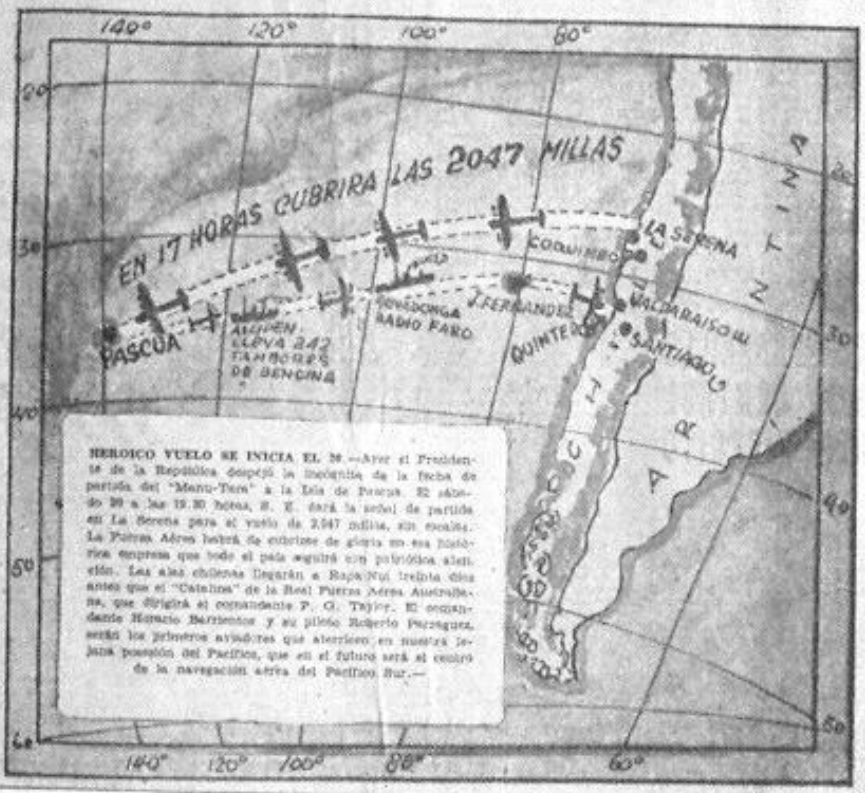 140° 120° 100° 80°
20
20
EN 17 HORAS CUBRIRA LAS 2047 MILLAS
30
LA SERENA
COQUIMBO
J. FERNANDEZ
VALPARAISO
QUINTERO
SANTIAGO
RADIO FARO
PASCUA
LLEVA 242
TAMBORES
DE BENCINA
CHILE
ARGENTINA
30
40
40
50
50
60
140° 120° 100° 80° 60°
HEROICO VUELO SE INICIA EL 20.—Ayer el Presiden-
te de la República despejó la incógnita de la fecha de
partida del "Manu-Tara" a la Isla de Pascua. El sába-
do 20 a las 19.30 horas, S. E. dará la señal de partida
en La Serena para el vuelo de 2.047 millas, sin escalas.
La Fuerza Aérea habrá de cubrirse de gloria en esa histó-
rica empresa que todo el país seguirá con patriótica aten-
ción. Las alas chilenas llegarán a Rapa-Nui treinta días
antes que el "Catalina" de la Real Fuerza Aérea Australia-
na, que dirigirá el comandante P. G. Taylor. El coman-
dante Horacio Barrientos y su piloto Roberto Parragues,
serán los primeros aviadores que aterricen en nuestra le-
jana posesión del Pacífico, que en el futuro será el centro
de la navegación aérea del Pacífico Sur.—